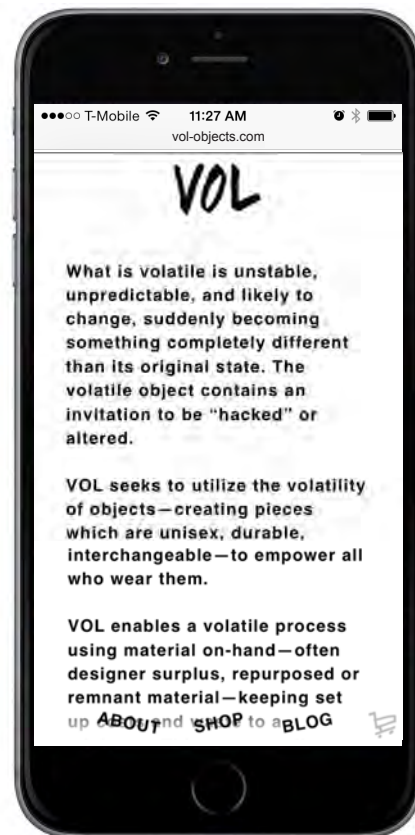 T-Mobile 11:27 AM
vol-objects.com
VOL
What is volatile is unstable,
unpredictable, and likely to
change, suddenly becoming
something completely different
than its original state. The
volatile object contains an
invitation to be “hacked” or
altered.
VOL seeks to utilize the volatility
of objects—creating pieces
which are unisex, durable,
interchangeable—to empower all
who wear them.
VOL enables a volatile process
using material on-hand—often
designer surplus, repurposed or
remnant material—keeping set
up and to a
ABOUT SHOP BLOG